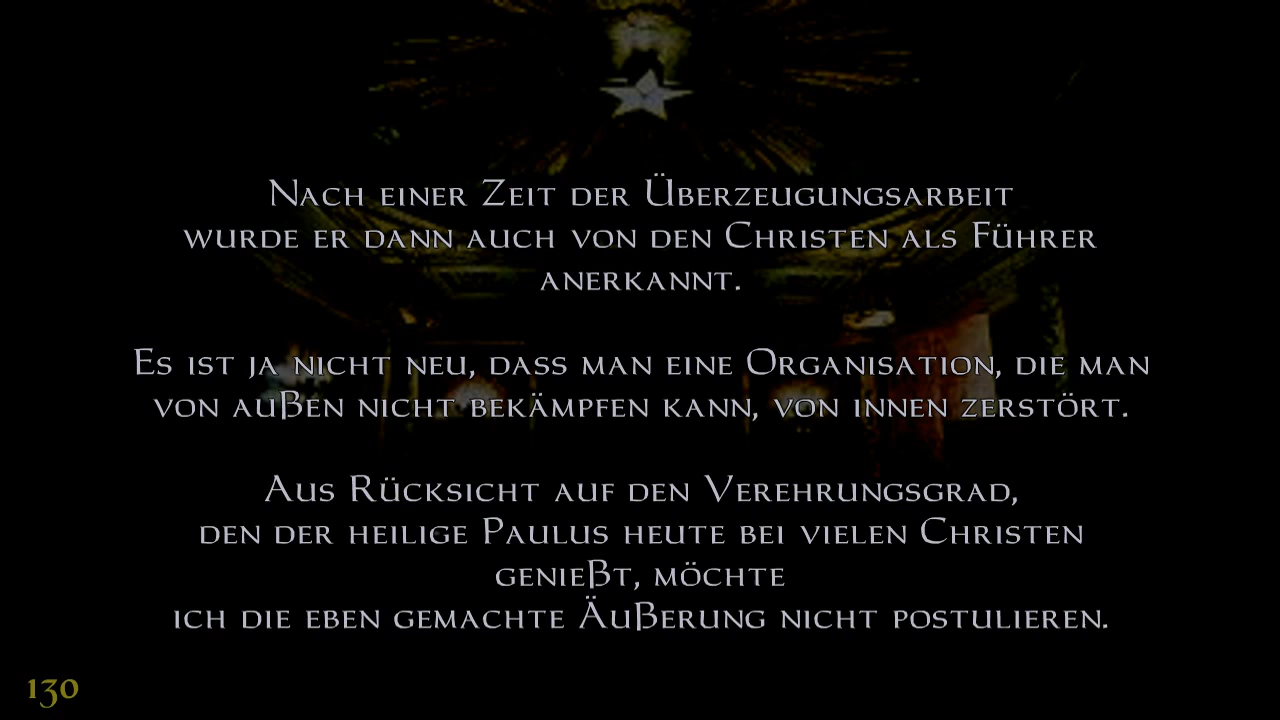 Nach einer Zeit der Überzeugungsarbeit
wurde er dann auch von den Christen als Führer
anerkannt.
Es ist ja nicht neu, dass man eine Organisation, die man
von außen nicht bekämpfen kann, von innen zerstört.
Aus Rücksicht auf den Verehrungsgrad,
den der heilige Paulus heute bei vielen Christen
genießt, möchte
ich die eben gemachte Äußerung nicht postulieren.
130